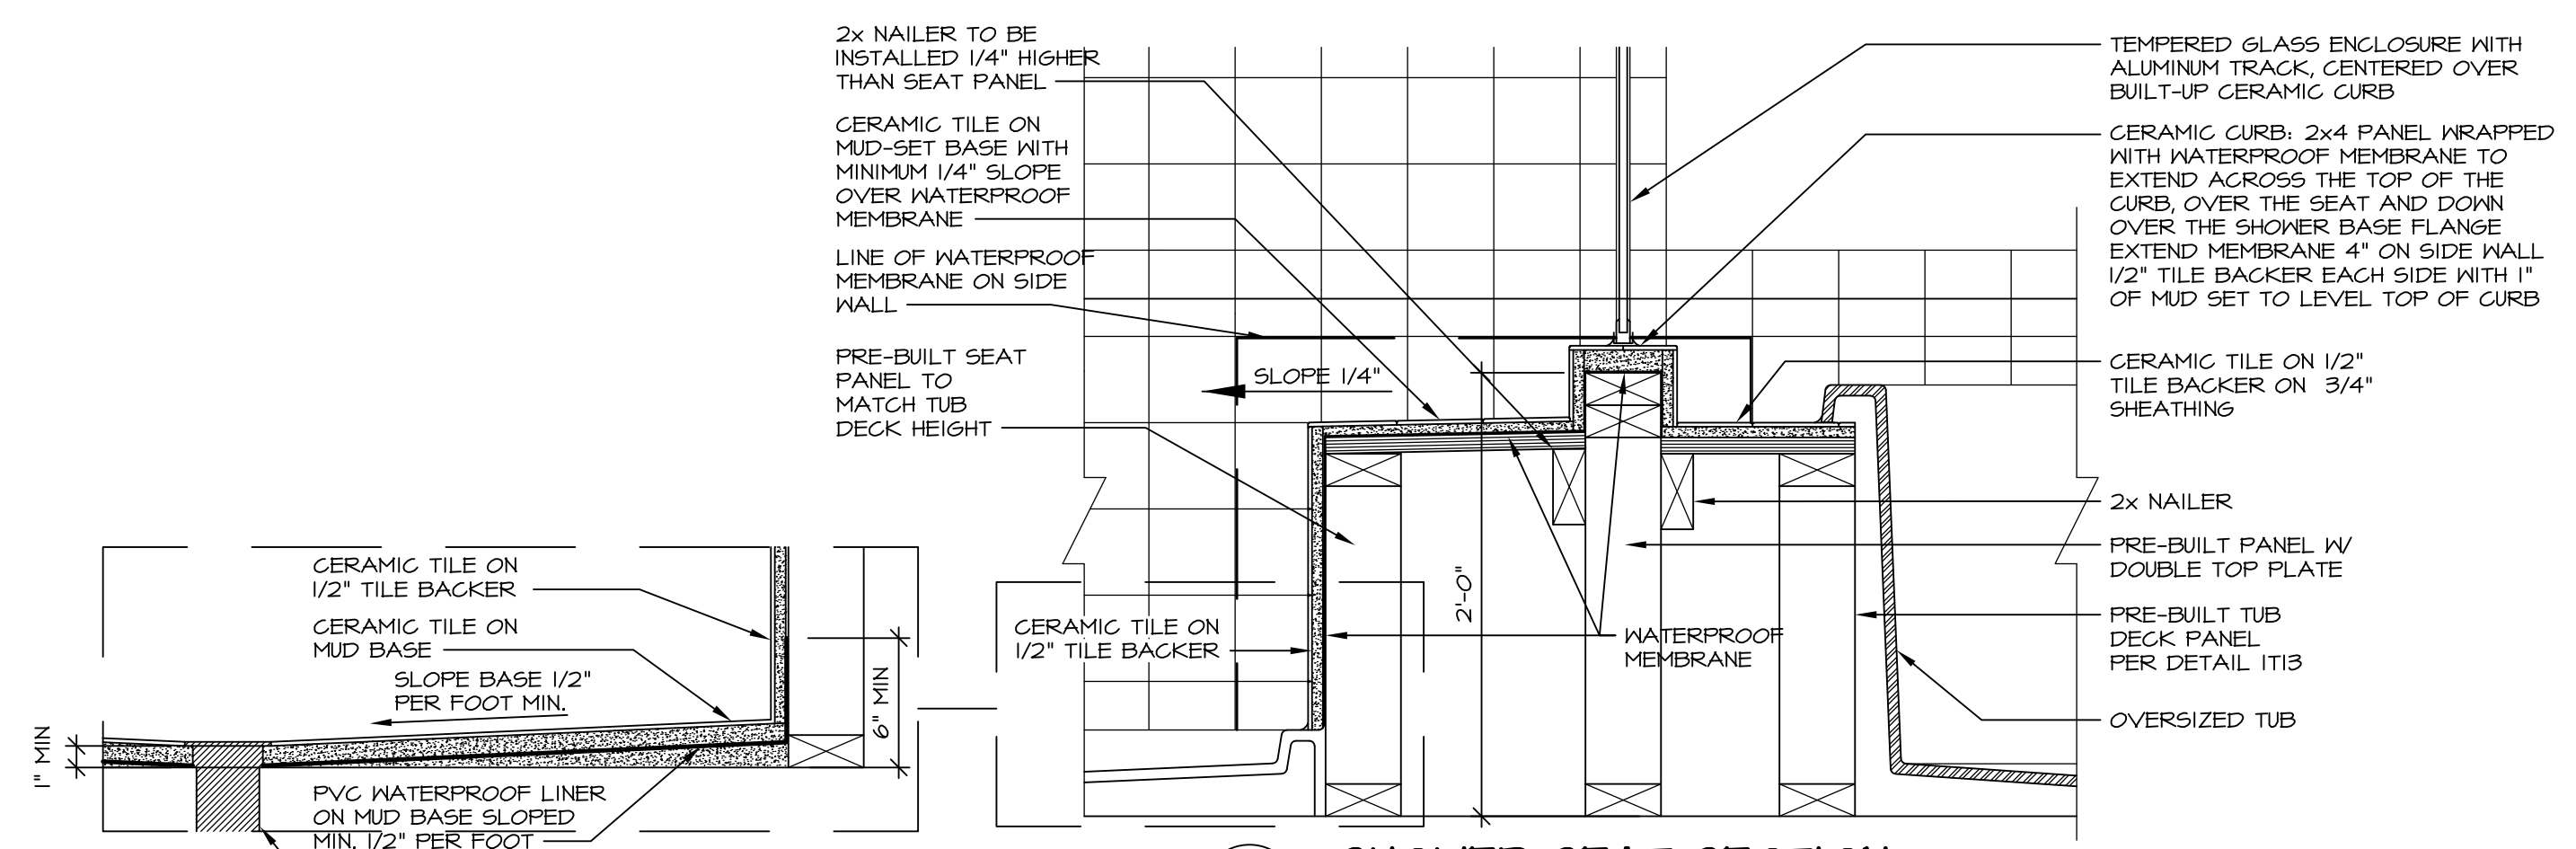 2x NAILER TO BE
INSTALLED 1/4" HIGHER
THAN SEAT PANEL
CERAMIC TILE ON
MUD-SET BASE WITH
MINIMUM 1/4" SLOPE
OVER WATERPROOF
MEMBRANE
LINE OF WATERPROOF
MEMBRANE ON SIDE
WALL
PRE-BUILT SEAT
PANEL TO
MATCH TUB
DECK HEIGHT
SLOPE 1/4"
TEMPERED GLASS ENCLOSURE WITH
ALUMINUM TRACK, CENTERED OVER
BUILT-UP CERAMIC CURB
CERAMIC CURB: 2x4 PANEL WRAPPED
WITH WATERPROOF MEMBRANE TO
EXTEND ACROSS THE TOP OF THE
CURB, OVER THE SEAT AND DOWN
OVER THE SHOWER BASE FLANGE
EXTEND MEMBRANE 4" ON SIDE WALL
1/2" TILE BACKER EACH SIDE WITH 1"
OF MUD SET TO LEVEL TOP OF CURB
CERAMIC TILE ON 1/2"
TILE BACKER ON 3/4"
SHEATHING
2x NAILER
PRE-BUILT PANEL W/
DOUBLE TOP PLATE
PRE-BUILT TUB
DECK PANEL
PER DETAIL 1T13
OVERSIZED TUB
2'-0"
WATERPROOF
MEMBRANE
CERAMIC TILE ON
1/2" TILE BACKER
CERAMIC TILE ON
1/2" TILE BACKER
CERAMIC TILE ON
MUD BASE
SLOPE BASE 1/2"
PER FOOT MIN.
6" MIN
1" MIN
PVC WATERPROOF LINER
ON MUD BASE SLOPED
MIN. 1/2" PER FOOT